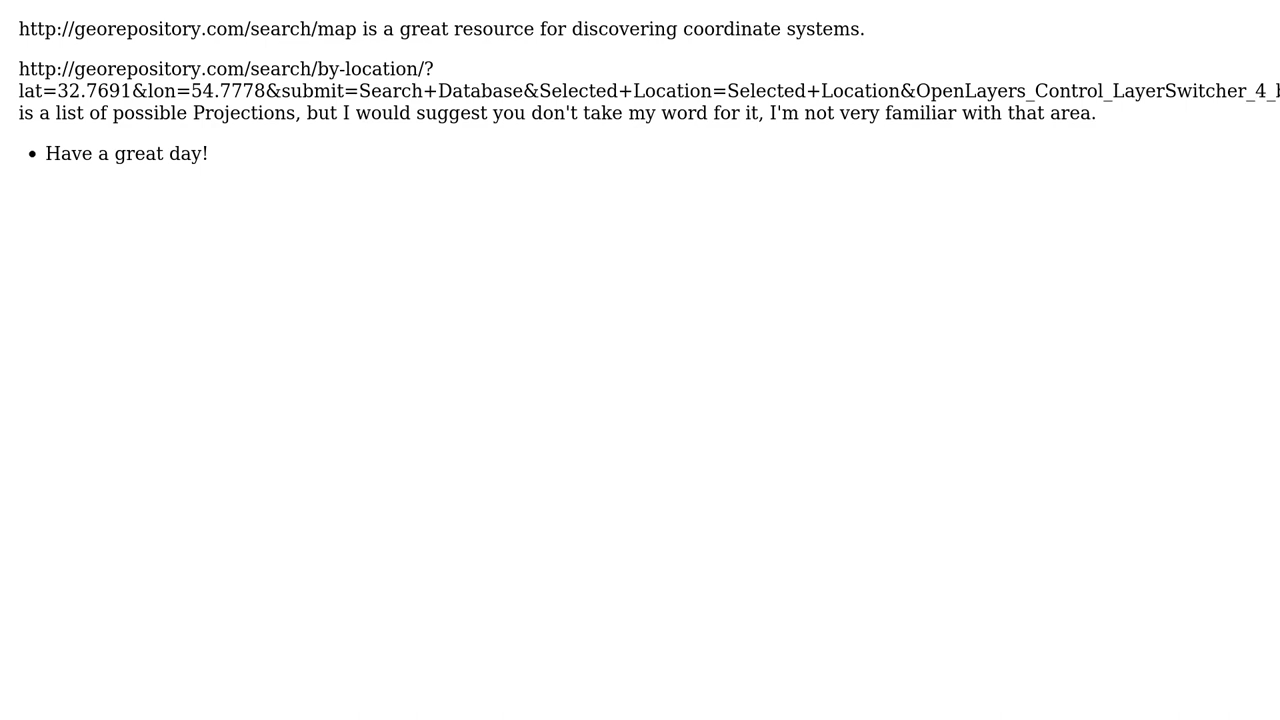 http://georepository.com/search/map is a great resource for discovering coordinate systems.
http://georepository.com/search/by-location/?
lat=32.7691&lon=54.7778&submit=Search+Database&Selected+Location=Selected+Location&OpenLayers_Control_LayerSwitcher_4_
is a list of possible Projections, but I would suggest you don't take my word for it, I'm not very familiar with that area.
• Have a great day!